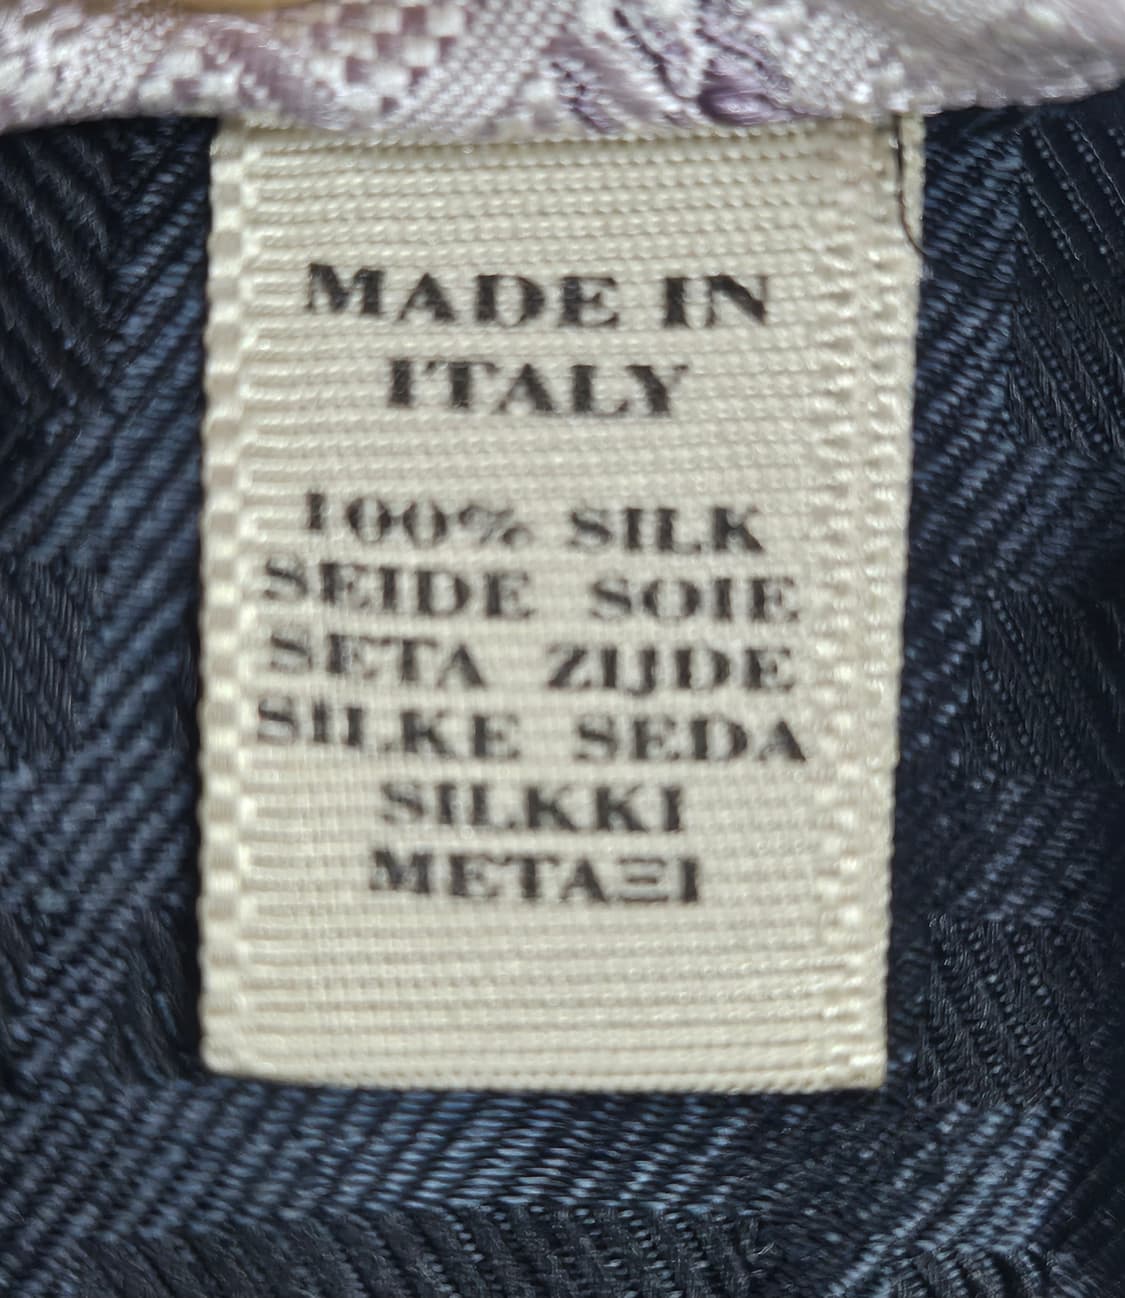 MADE IN
ITALY
100% SILK
SEIDE SOIE
SETA ZIJDE
SILKE SEDA
SILKKI
ΜΕΤΑΞΙ